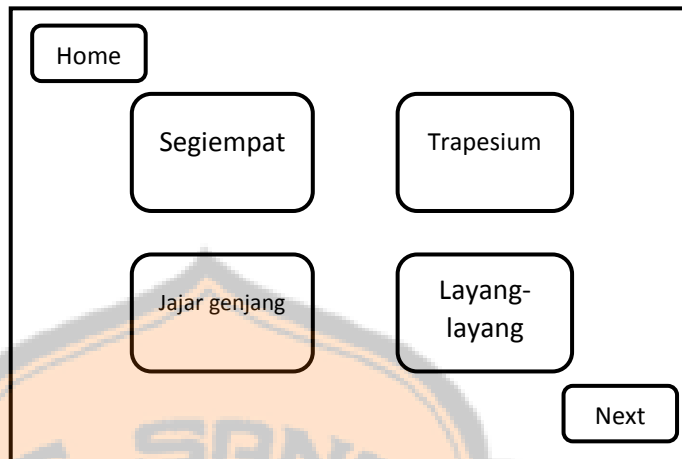 Home
Segiempat
Trapesium
Jajar genjang
Layang-
layang
Next